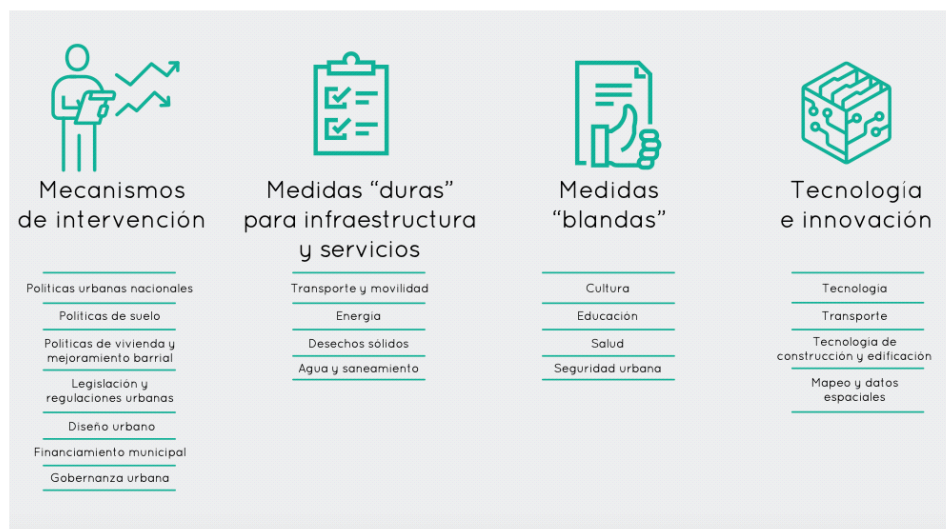 Mecanismos
de intervención
Políticas urbanas nacionales
Políticas de suelo
Políticas de vivienda y
mejoramiento barrial
Legislación y
regulaciones urbanas
Diseño urbano
Financiamiento municipal
Gobernanza urbana
Medidas “duras”
para infraestructura
y servicios
Transporte y movilidad
Energía
Desechos sólidos
Agua y saneamiento
Medidas
“blandas”
Cultura
Educación
Salud
Seguridad urbana
Tecnología
e innovación
Tecnología
Transporte
Tecnología de
construcción y edificación
Mapeo y datos
espaciales